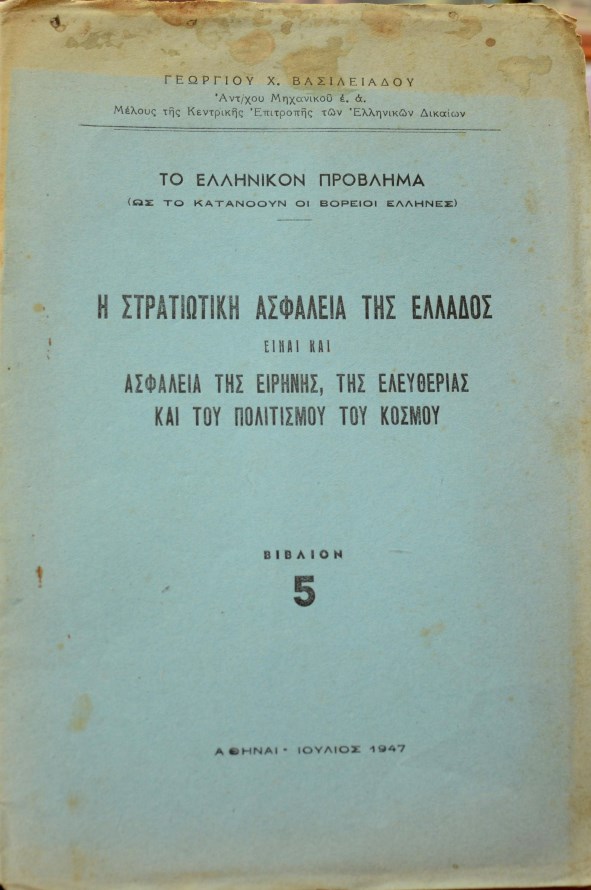 ΓΕΩΡΓΙΟΥ Χ. ΒΑΣΙΛΕΙΑΔΟΥ
Ἀντ/χου Μηχανικοῦ ἐ. ἀ.
Μέλους τῆς Κεντρικῆς Ἐπιτροπῆς τῶν Ἑλληνικῶν Δικαίων
ΤΟ ΕΛΛΗΝΙΚΟΝ ΠΡΟΒΛΗΜΑ
(ΩΣ ΤΟ ΚΑΤΑΝΟΟΥΝ ΟΙ ΒΟΡΕΙΟΙ ΕΛΛΗΝΕΣ)
Η ΣΤΡΑΤΙΩΤΙΚΗ ΑΣΦΑΛΕΙΑ ΤΗΣ ΕΛΛΑΔΟΣ
ΕΙΝΑΙ ΚΑΙ
ΑΣΦΑΛΕΙΑ ΤΗΣ ΕΙΡΗΝΗΣ, ΤΗΣ ΕΛΕΥΘΕΡΙΑΣ
ΚΑΙ ΤΟΥ ΠΟΛΙΤΙΣΜΟΥ ΤΟΥ ΚΟΣΜΟΥ
ΒΙΒΛΙΟΝ
5
ΑΘΗΝΑΙ · ΙΟΥΛΙΟΣ 1947